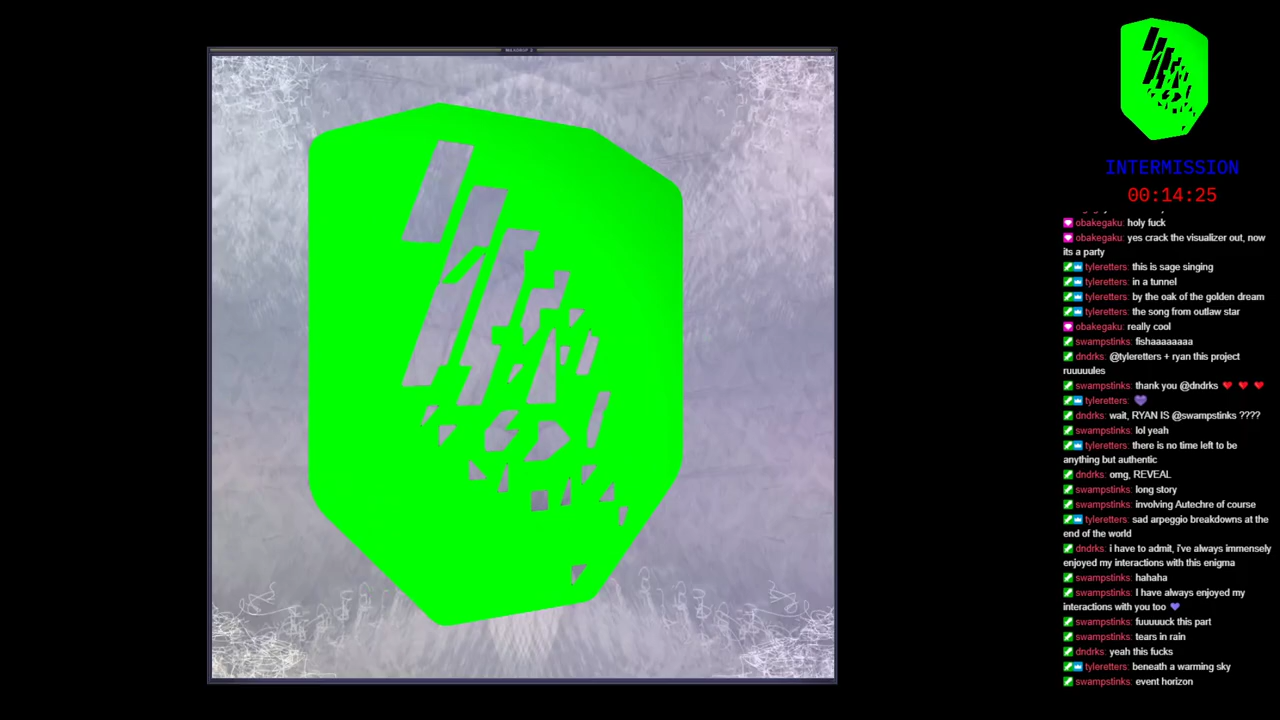 MILKDROP 2
INTERMISSION
00:14:25
obakegaku: holy fuck
obakegaku: yes crack the visualizer out, now
its a party
tyleretters: this is sage singing
tyleretters: in a tunnel
tyleretters: by the oak of the golden dream
tyleretters: the song from outlaw star
obakegaku: really cool
swampstinks: fishaaaaaaaa
dndrks: @tyleretters + ryan this project
ruuuuules
swampstinks: thank you @dndrks ❤ ❤ ❤
tyleretters: 💜
dndrks: wait, RYAN IS @swampstinks ????
swampstinks: lol yeah
tyleretters: there is no time left to be
anything but authentic
dndrks: omg, REVEAL
swampstinks: long story
swampstinks: involving Autechre of course
tyleretters: sad arpeggio breakdowns at the
end of the world
dndrks: i have to admit, i've always immensely
enjoyed my interactions with this enigma
swampstinks: hahaha
swampstinks: I have always enjoyed my
interactions with you too 💜
swampstinks: fuuuuuck this part
swampstinks: tears in rain
dndrks: yeah this fucks
tyleretters: beneath a warming sky
swampstinks: event horizon